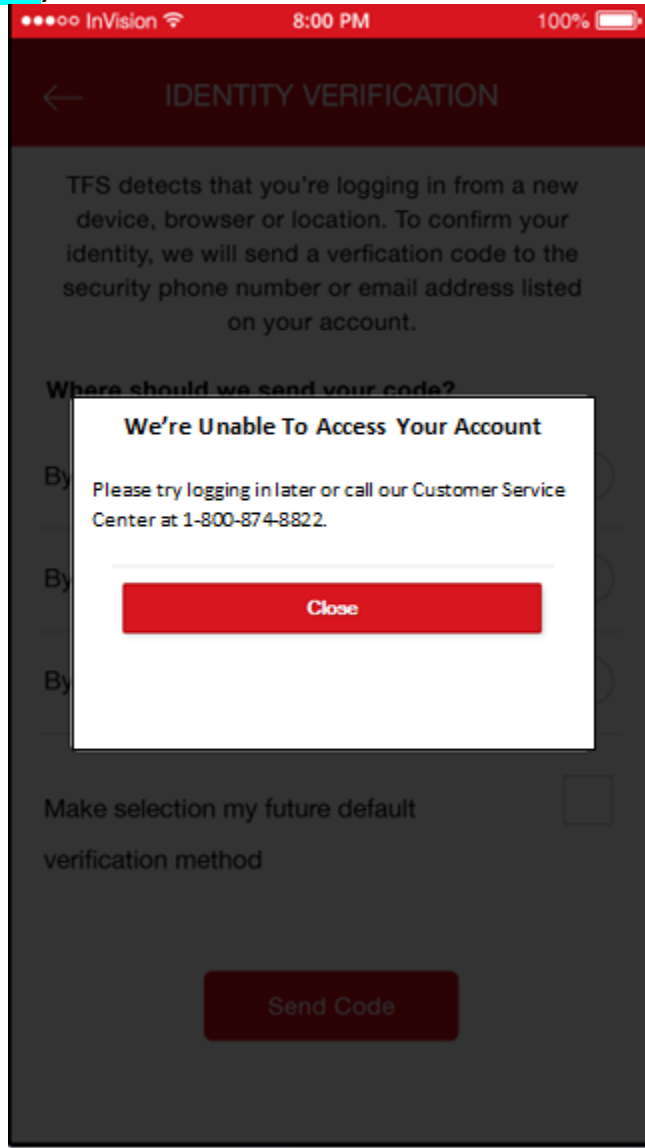 InVision 8:00 PM 100%
IDENTITY VERIFICATION
TFS detects that you're logging in from a new
device, browser or location. To confirm your
identity, we will send a verfication code to the
security phone number or email address listed
on your account.
Where should we send your code?
We're Unable To Access Your Account
By
Please try logging in later or call our Customer Service
Center at 1-800-874-8822.
By
Close
By
Make selection my future default
verification method
Send Code